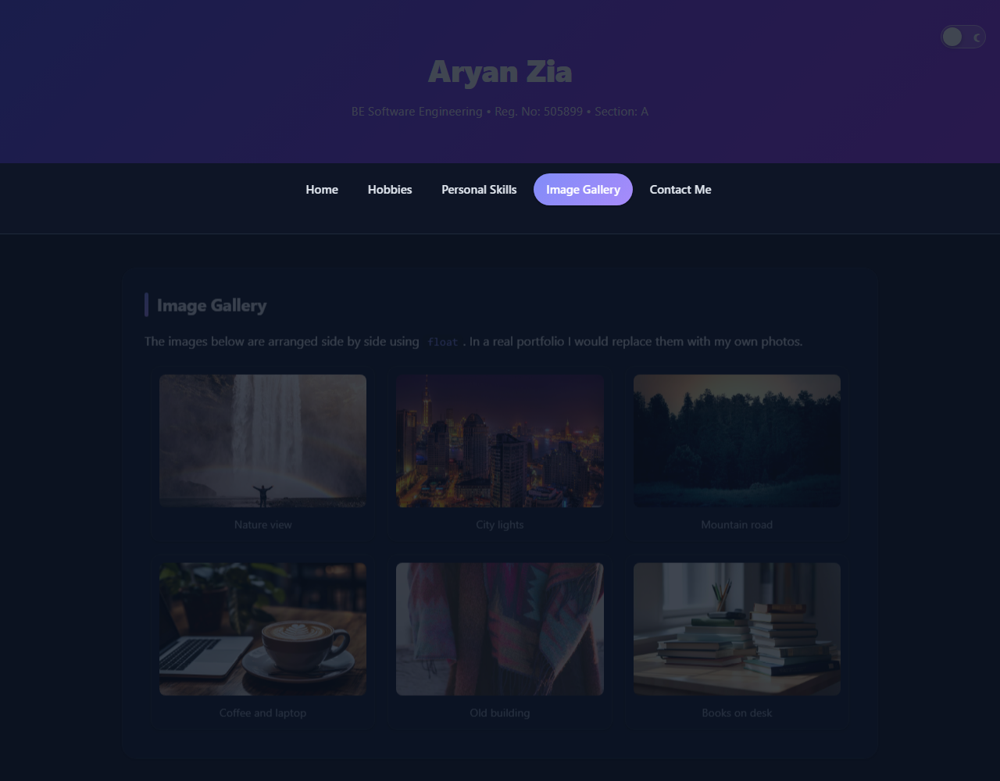 Aryan Zia
BE Software Engineering • Reg. No: 505899 • Section: A
Home Hobbies Personal Skills Image Gallery Contact Me
Image Gallery
The images below are arranged side by side using float . In a real portfolio I would replace them with my own photos.
Nature view City lights Mountain road
Coffee and laptop Old building Books on desk